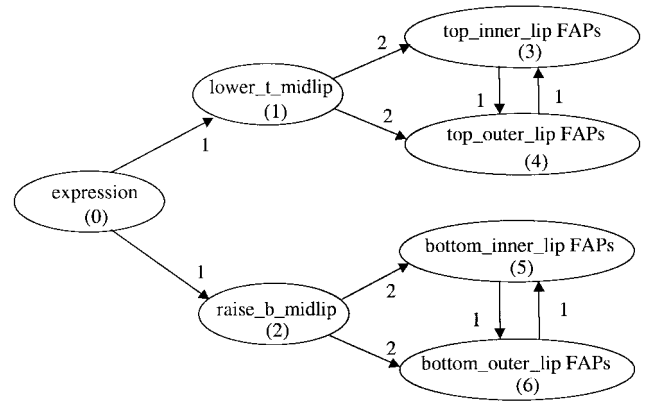 top_inner_lip FAPs
(3)
2
lower_t_midlip
(1)
1
1
2
top_outer_lip FAPs
(4)
1
expression
(0)
1
bottom_inner_lip FAPs
(5)
2
raise_b_midlip
(2)
1
1
2
bottom_outer_lip FAPs
(6)